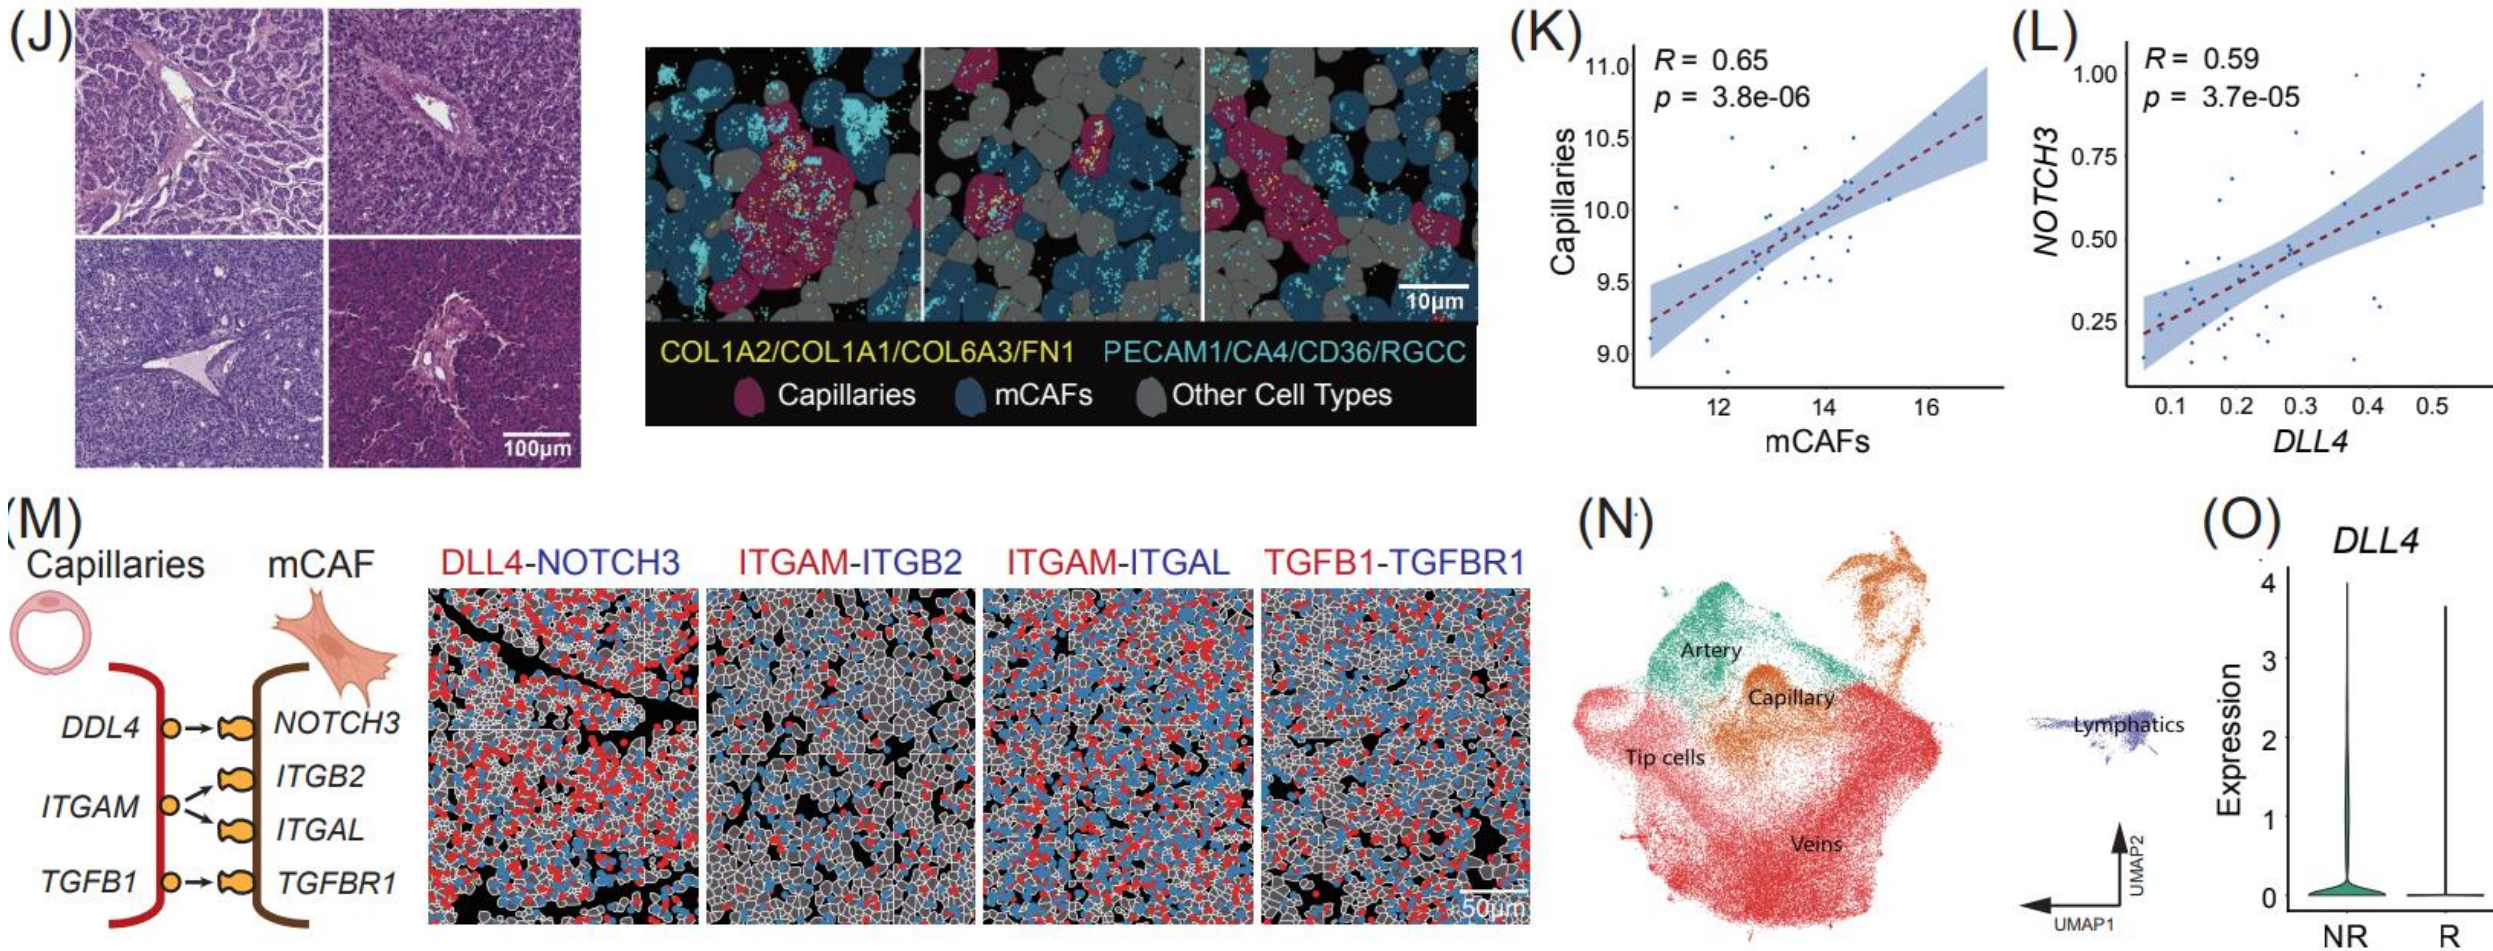 (J)
100µm
COL1A2/COL1A1/COL6A3/FN1 PECAM1/CA4/CD36/RGCC
Capillaries mCAFs Other Cell Types
10µm
(K)
R = 0.65
p = 3.8e-06
Capillaries
11.0
10.5
10.0
9.5
9.0
12 14 16
mCAFs
(L)
R = 0.59
p = 3.7e-05
NOTCH3
1.00
0.75
0.50
0.25
0.1 0.2 0.3 0.4 0.5
DLL4
(M)
Capillaries mCAF
DDL4 NOTCH3
ITGAM ITGB2
ITGAL
TGFB1 TGFBR1
DLL4-NOTCH3 ITGAM-ITGB2 ITGAM-ITGAL TGFB1-TGFBR1
50µm
(N)
Artery
Capillary
Tip cells
Veins
Lymphatics
UMAP2
UMAP1
(O)
DLL4
Expression
4
3
2
1
0
NR R